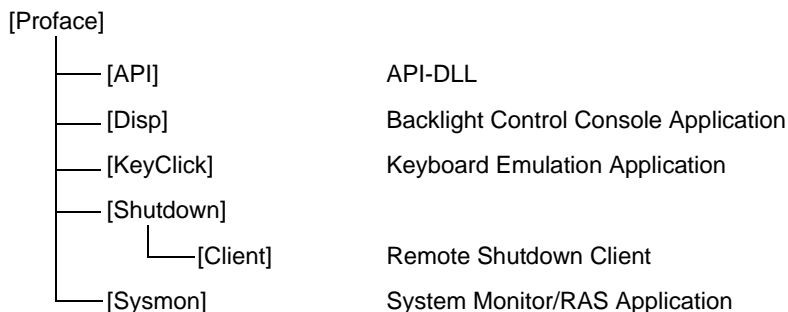 [Proface]
[API] API-DLL
[Disp] Backlight Control Console Application
[KeyClick] Keyboard Emulation Application
[Shutdown]
[Client] Remote Shutdown Client
[Sysmon] System Monitor/RAS Application